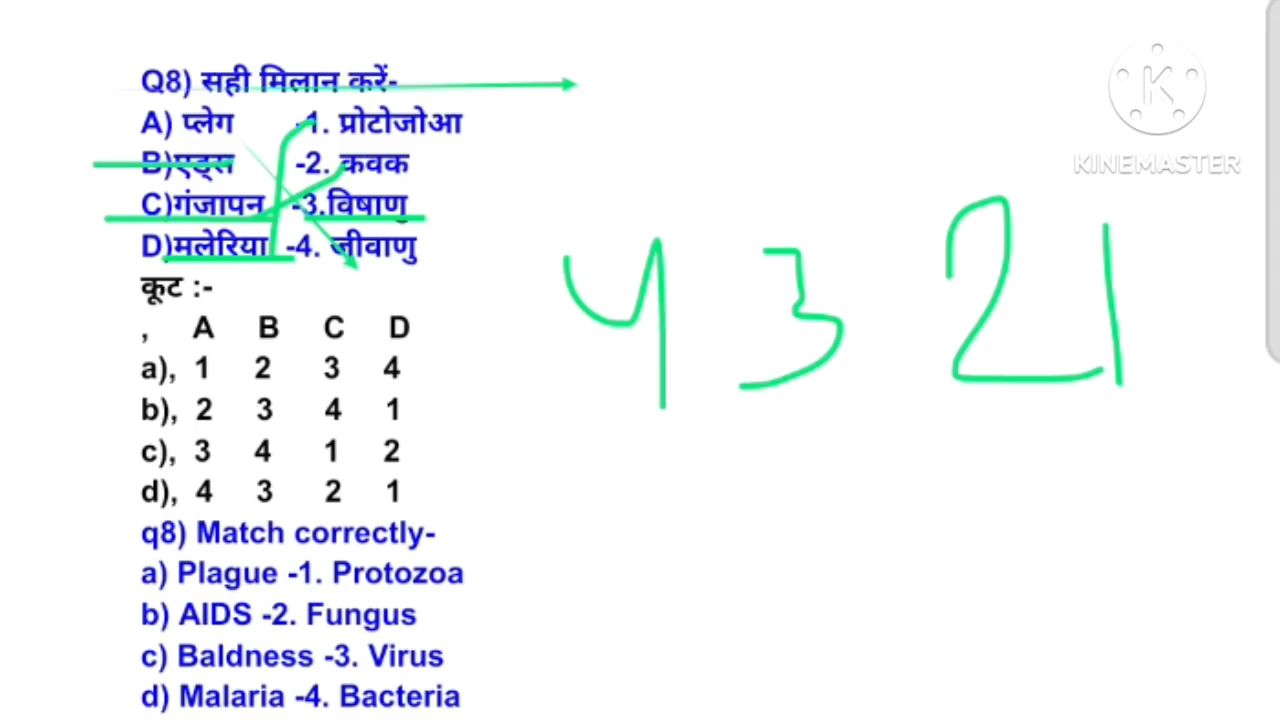 Q8) सही मिलान करें-
A) प्लेग -1. प्रोटोजोआ
B)एड्स -2. कवक
C)गंजापन -3.विषाणु
D)मलेरिया -4. जीवाणु
कूट :-
, A B C D
a), 1 2 3 4
b), 2 3 4 1
c), 3 4 1 2
d), 4 3 2 1
q8) Match correctly-
a) Plague -1. Protozoa
b) AIDS -2. Fungus
c) Baldness -3. Virus
d) Malaria -4. Bacteria
4 3 2 1
K
KINEMASTER